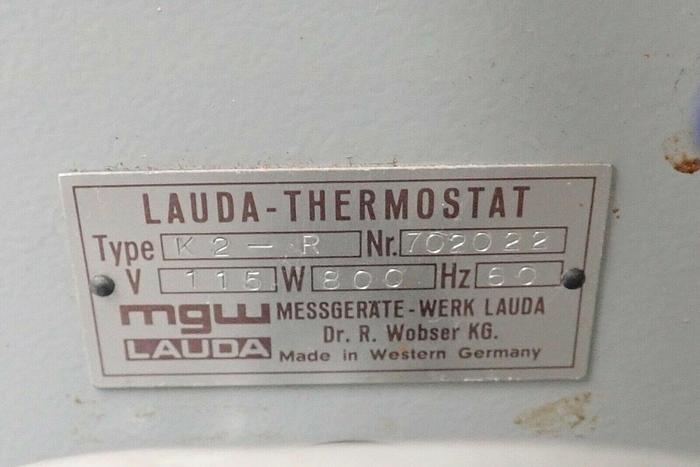 LAUDA-THERMOSTAT
Type K2-R Nr. 702022
V 115 W 800 Hz 60
mgw MESSGERÄTE-WERK LAUDA
Dr. R. Wobser KG.
LAUDA Made in Western Germany